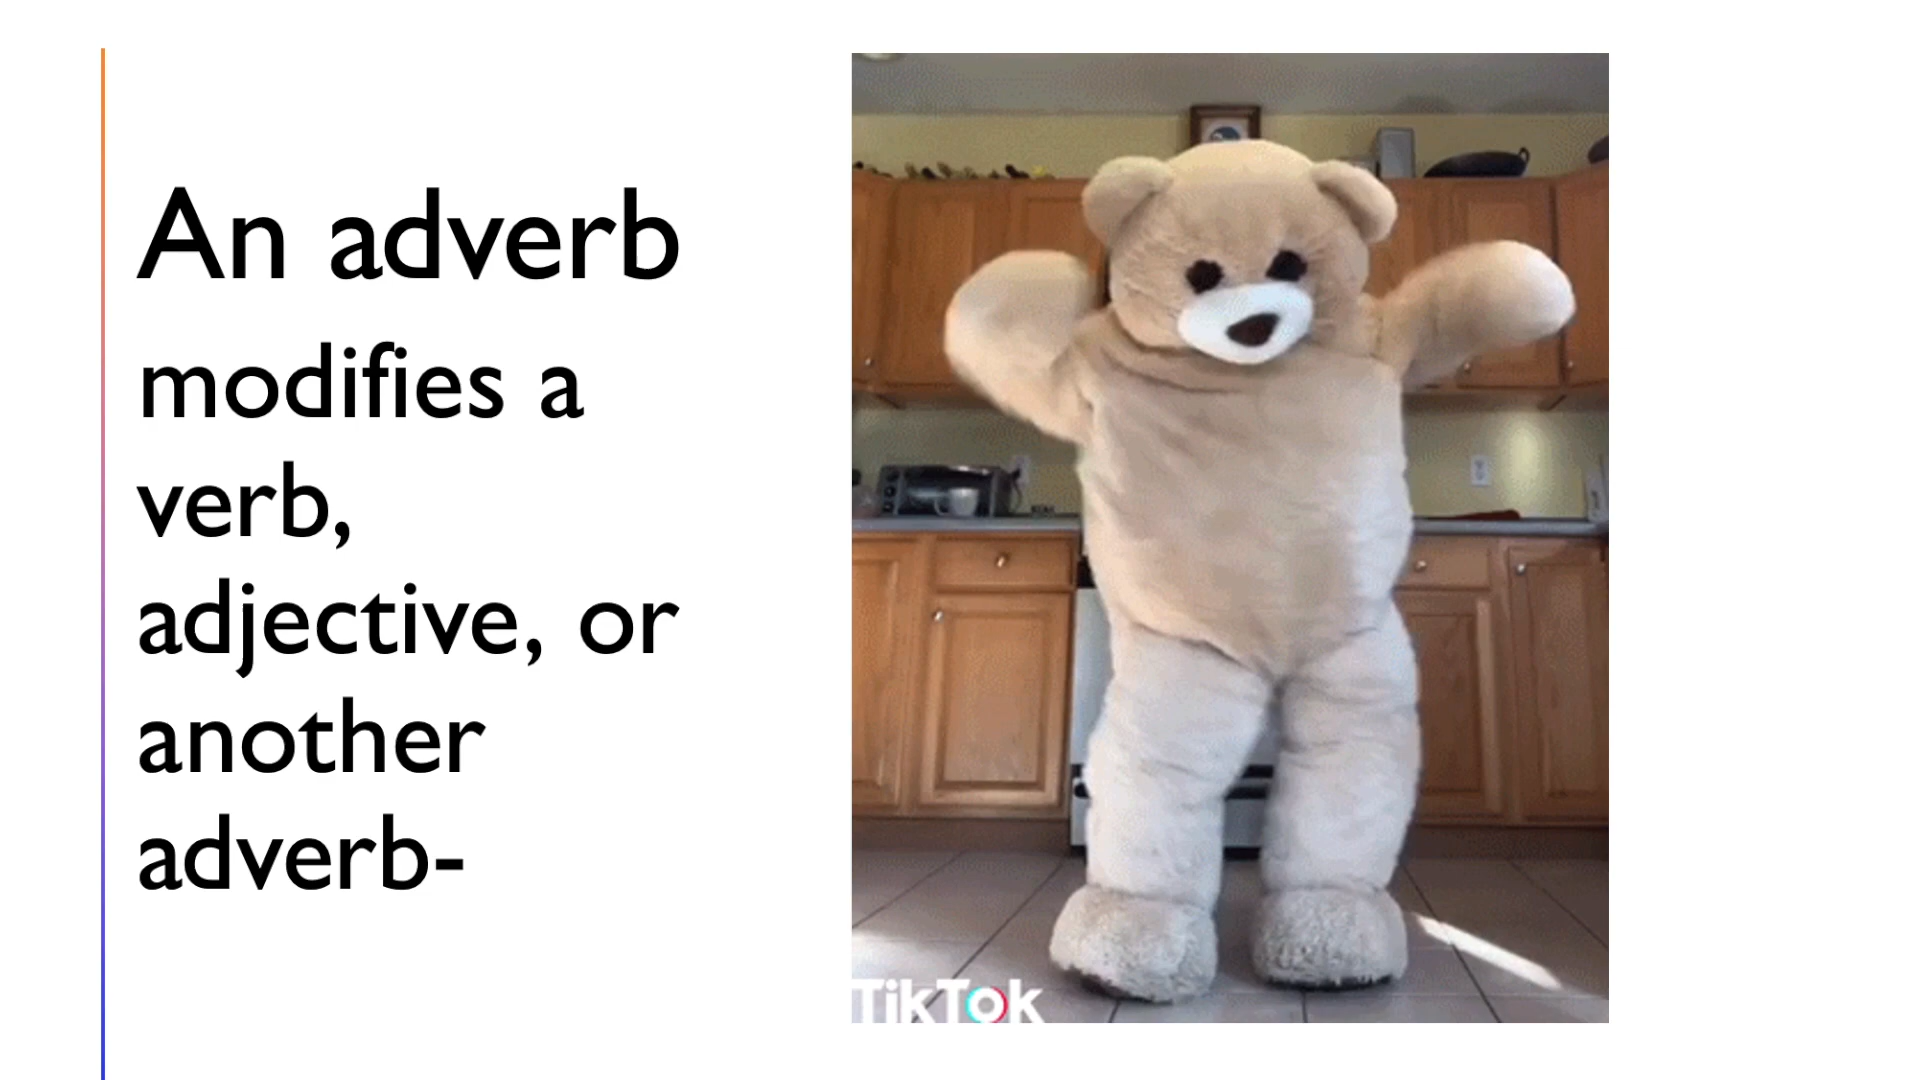 An adverb
modifies a
verb,
adjective, or
another
adverb-
TikTok